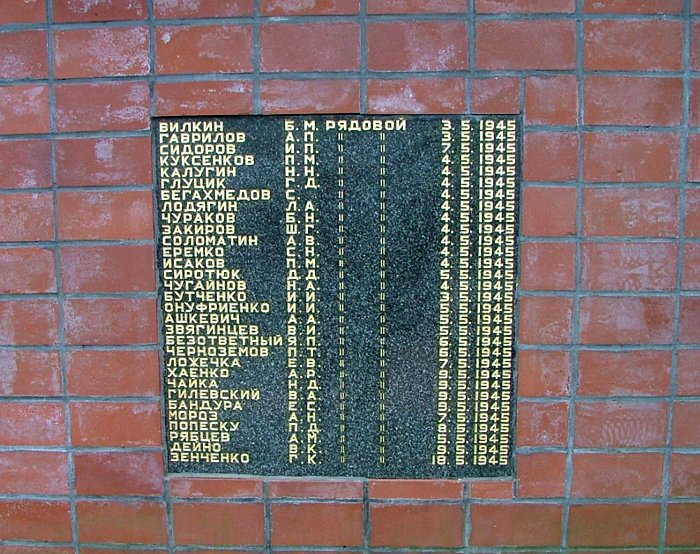 ВИЛКИН Б. М. РЯДОВОЙ 3. 5. 1945
ГАВРИЛОВ А. П. " " 4. 5. 1945
СИДОРОВ И. П. " " 7. 5. 1945
КУКСЕНКОВ П. М. " " 4. 5. 1945
КАЛУГИН Н. Н. " " 4. 5. 1945
ГЛУЩИК Г. Д. " " 4. 5. 1945
БЕГАХМЕДОВ С. " " 4. 5. 1945
ЛОДЯГИН Л. А. " " 4. 5. 1945
ЧУРАКОВ Б. Н. " " 4. 5. 1945
ЗАКИРОВ Ш. Г. " " 4. 5. 1945
СОЛОМАТИН А. В. " " 4. 5. 1945
ЕРЕМКО С. Н. " " 4. 5. 1945
ИСАКОВ П. М. " " 4. 5. 1945
СИРОТЮК Д. Д. " " 5. 5. 1945
ЧУГАЙНОВ Н. А. " " 4. 5. 1945
БУТЧЕНКО И. И. " " 3. 5. 1945
ОНУФРИЕНКО И. И. " " 5. 5. 1945
АШКЕВИЧ А. И. " " 5. 5. 1945
ЗВЯГИНЦЕВ В. И. " " 5. 5. 1945
БЕЗОТВЕТНЫЙ Я. П. " " 6. 5. 1945
ЧЕРНОЗЕМОВ П. Т. " " 6. 5. 1945
ЛОЖЕЧКА Е. В. " " 7. 5. 1945
ХАЕНКО А. Р. " " 7. 5. 1945
ЧАЙКА Н. Д. " " 9. 5. 1945
ГИЛЕВСКИЙ В. А. " " 9. 5. 1945
БАНДУРА Е. С. " " 9. 5. 1945
МОРОЗ А. Н. " " 7. 5. 1945
ПОПЕСКУ П. Д. " " 8. 5. 1945
РЯБЦЕВ А. М. " " 5. 5. 1945
ДЕЙНО В. К. " " 9. 5. 1945
ЗЕНЧЕНКО Г. К. " " 18. 5. 1945